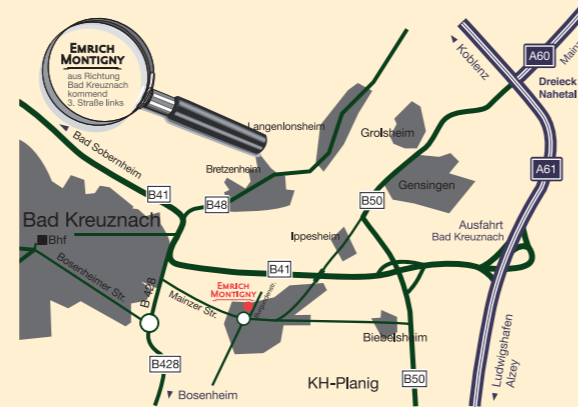 EMRICH
MONTIGNY
aus Richtung
Bad Kreuznach
kommend
3. Straße links
Koblenz
A60
Mainz
Dreieck
Nahetal
Langenlonsheim
Grolsheim
Bad Sobernheim
Bretzenheim
A61
Gensingen
B41
B48
B50
Bad Kreuznach
Bhf
Ausfahrt
Bad Kreuznach
Ippesheim
Bosenheimer Str.
B 428
B41
EMRICH
MONTIGNY
Mainzer Str.
Biebelsheim
B428
Bosenheim
KH-Planig
B50
Ludwigshafen
Alzey